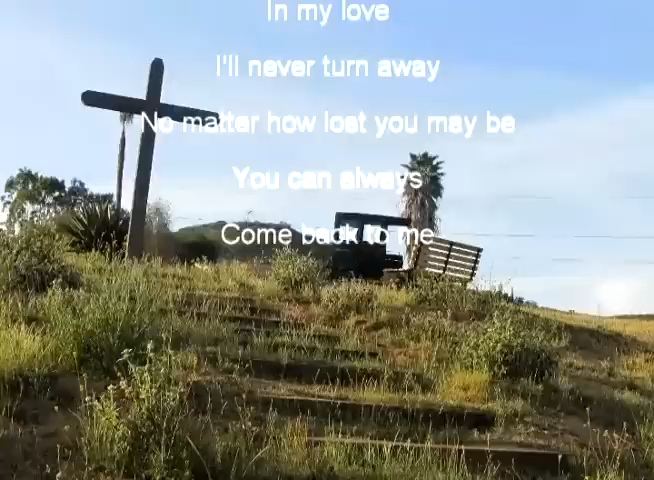 In my love
I'll never turn away
No matter how lost you may be
You can always
Come back to me